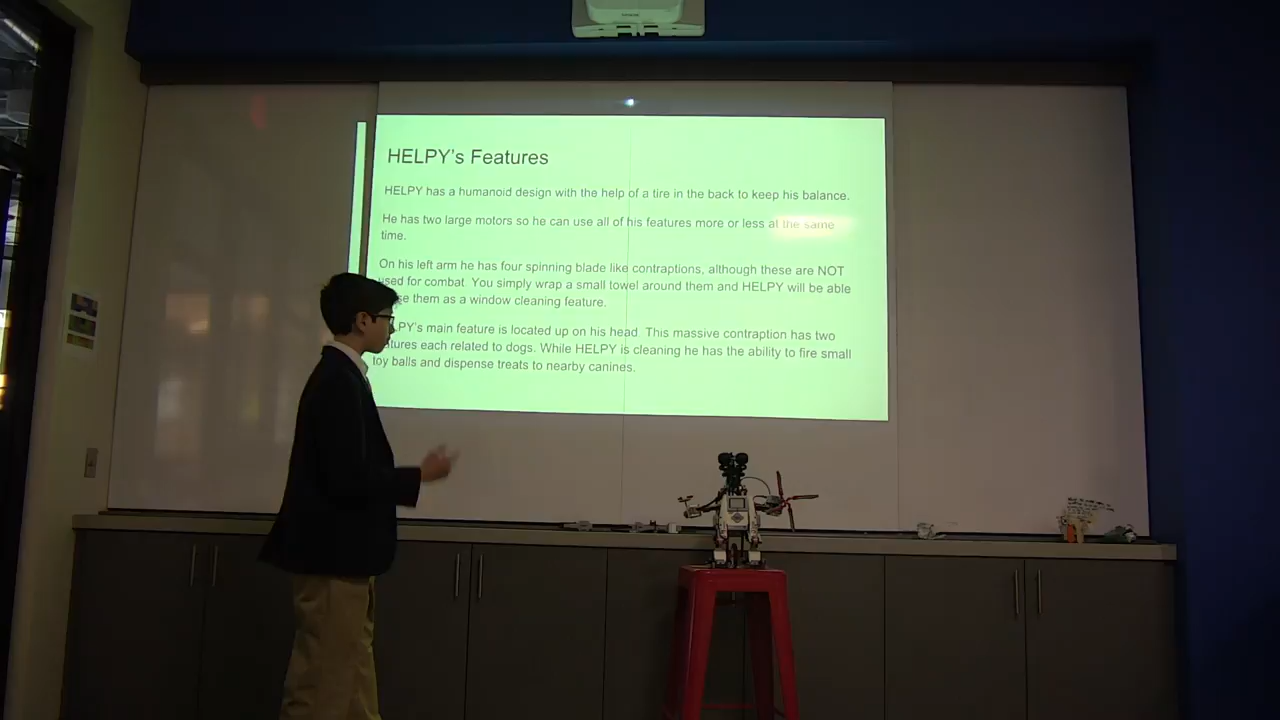 HELPY's Features
HELPY has a humanoid design with the help of a tire in the back to keep his balance.
He has two large motors so he can use all of his features more or less at the same
time.
On his left arm he has four spinning blade like contraptions, although these are NOT
used for combat. You simply wrap a small towel around them and HELPY will be able
them as a window cleaning feature.
main feature is located up on his head. This massive contraption has two
each related to dogs. While HELPY is cleaning he has the ability to fire small
toy balls and dispense treats to nearby canines.